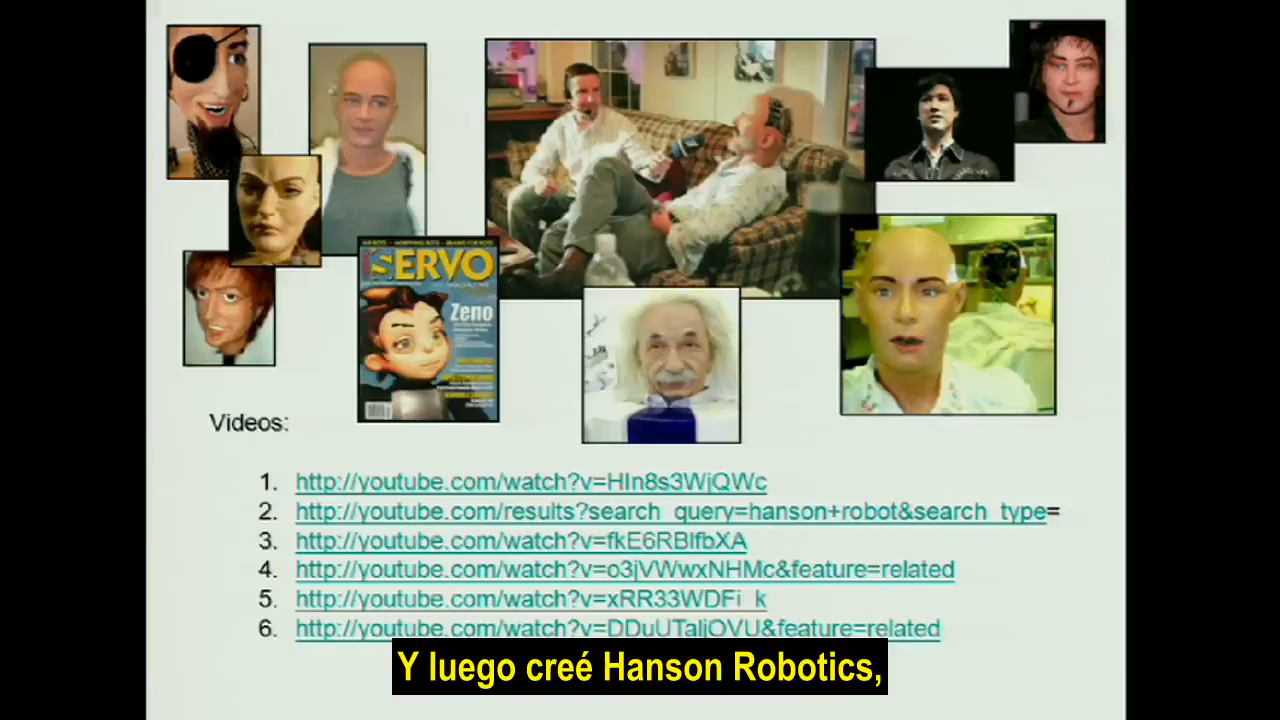 SERVO
Zeno
Videos:
1. http://youtube.com/watch?v=HIn8s3WjQWc
2. http://youtube.com/results?search_query=hanson+robot&search_type=
3. http://youtube.com/watch?v=fkE6RBlfbXA
4. http://youtube.com/watch?v=o3jVWwxNHMc&feature=related
5. http://youtube.com/watch?v=xRR33WDFi_k
6. http://youtube.com/watch?v=DDuUTaljOVU&feature=related
Y luego creé Hanson Robotics,